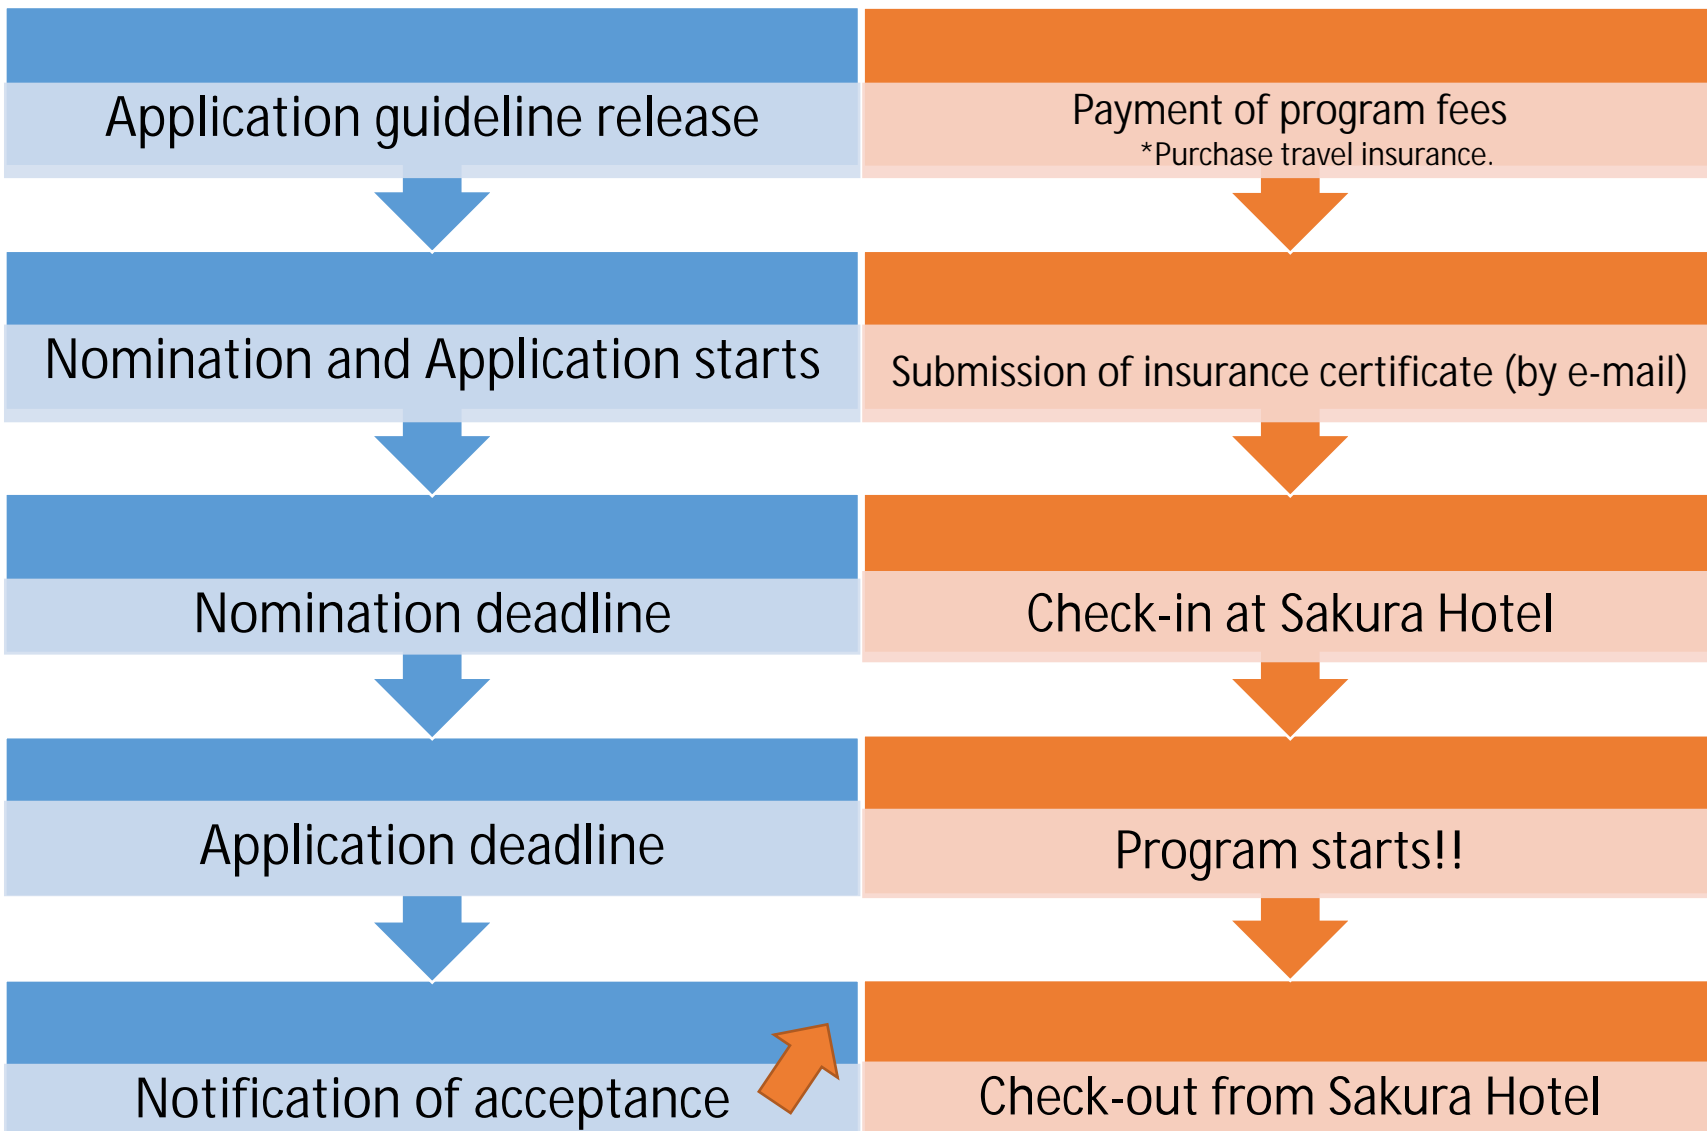 Application guideline release
Nomination and Application starts
Nomination deadline
Application deadline
Notification of acceptance
Payment of program fees
*Purchase travel insurance.
Submission of insurance certificate (by e-mail)
Check-in at Sakura Hotel
Program starts!!
Check-out from Sakura Hotel